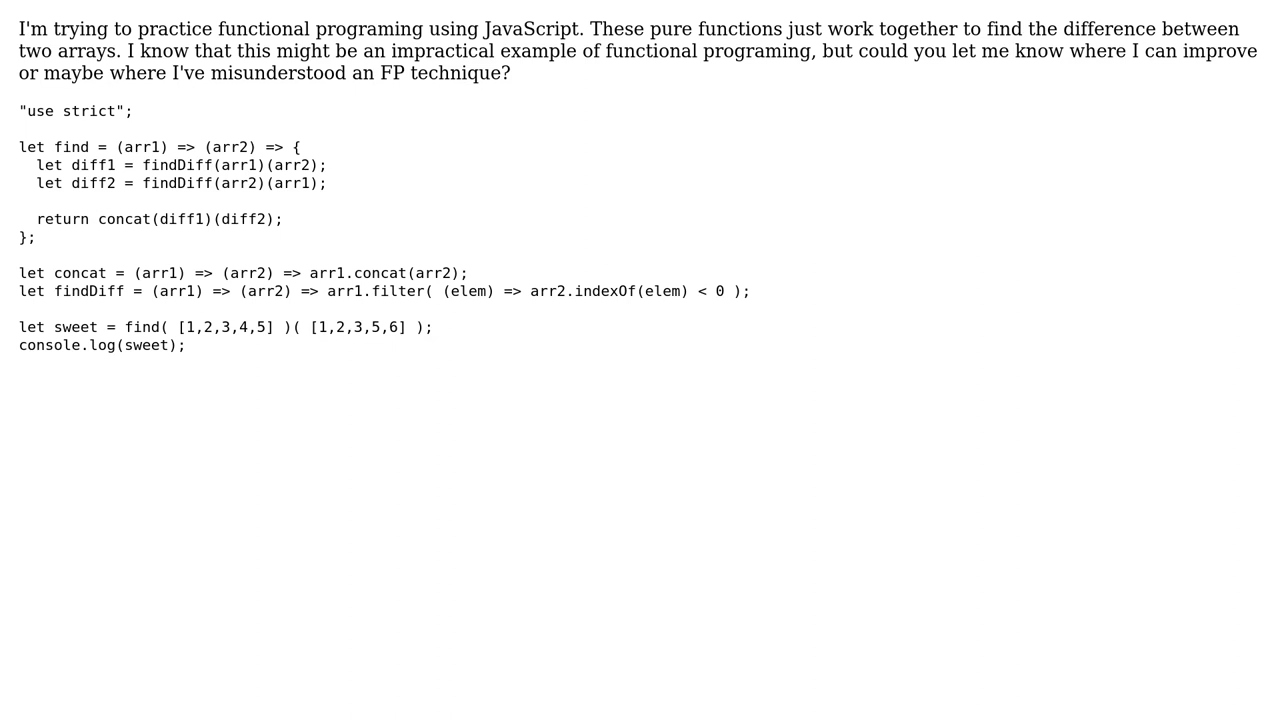 I'm trying to practice functional programing using JavaScript. These pure functions just work together to find the difference between
two arrays. I know that this might be an impractical example of functional programing, but could you let me know where I can improve
or maybe where I've misunderstood an FP technique?
"use strict";
let find = (arr1) => (arr2) => {
  let diff1 = findDiff(arr1)(arr2);
  let diff2 = findDiff(arr2)(arr1);
  return concat(diff1)(diff2);
};
let concat = (arr1) => (arr2) => arr1.concat(arr2);
let findDiff = (arr1) => (arr2) => arr1.filter( (elem) => arr2.indexOf(elem) < 0 );
let sweet = find( [1,2,3,4,5] )( [1,2,3,5,6] );
console.log(sweet);